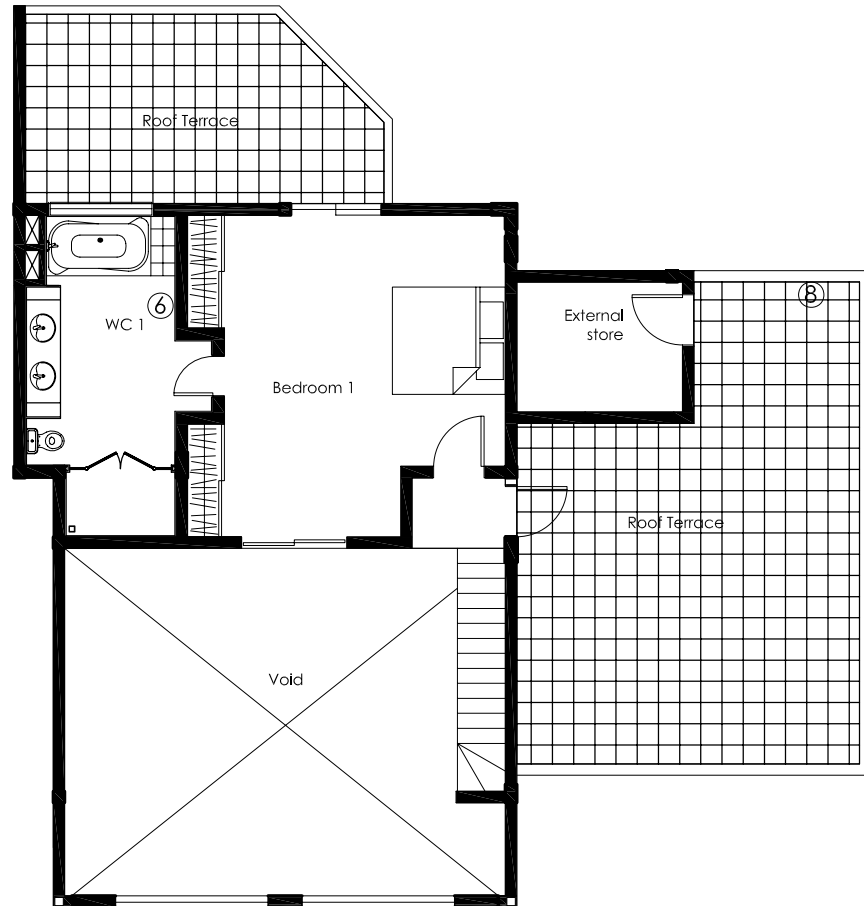 Roof Terrace
8
6
External
store
WC 1
Bedroom 1
Roof Terrace
Void